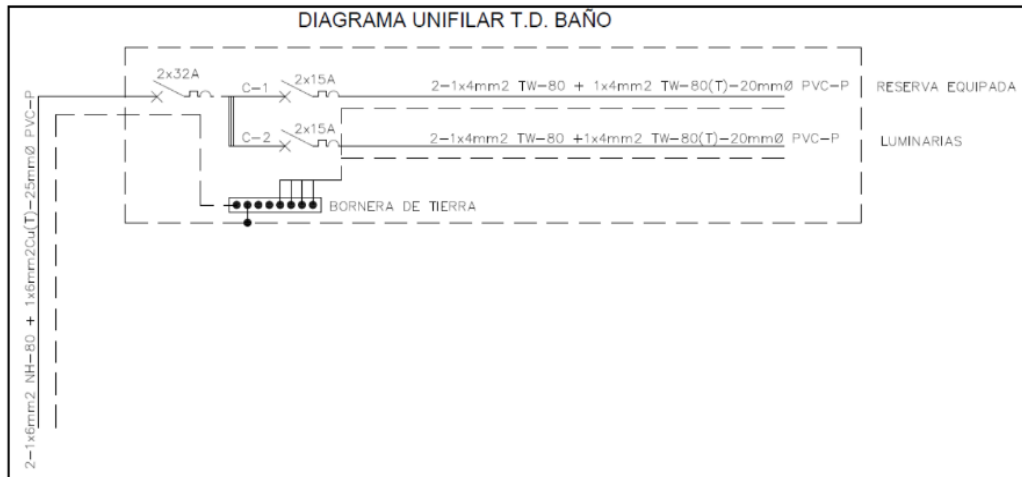 DIAGRAMA UNIFILAR T.D. BAÑO
2x32A
C-1
2x15A
2-1x4mm2 TW-80 + 1x4mm2 TW-80(T)-20mmØ PVC-P
RESERVA EQUIPADA
C-2
2x15A
2-1x4mm2 TW-80 +1x4mm2 TW-80(T)-20mmØ PVC-P
LUMINARIAS
BORNERA DE TIERRA
2-1x6mm2 NH-80 + 1x6mm2Cu(T)-25mmØ PVC-P